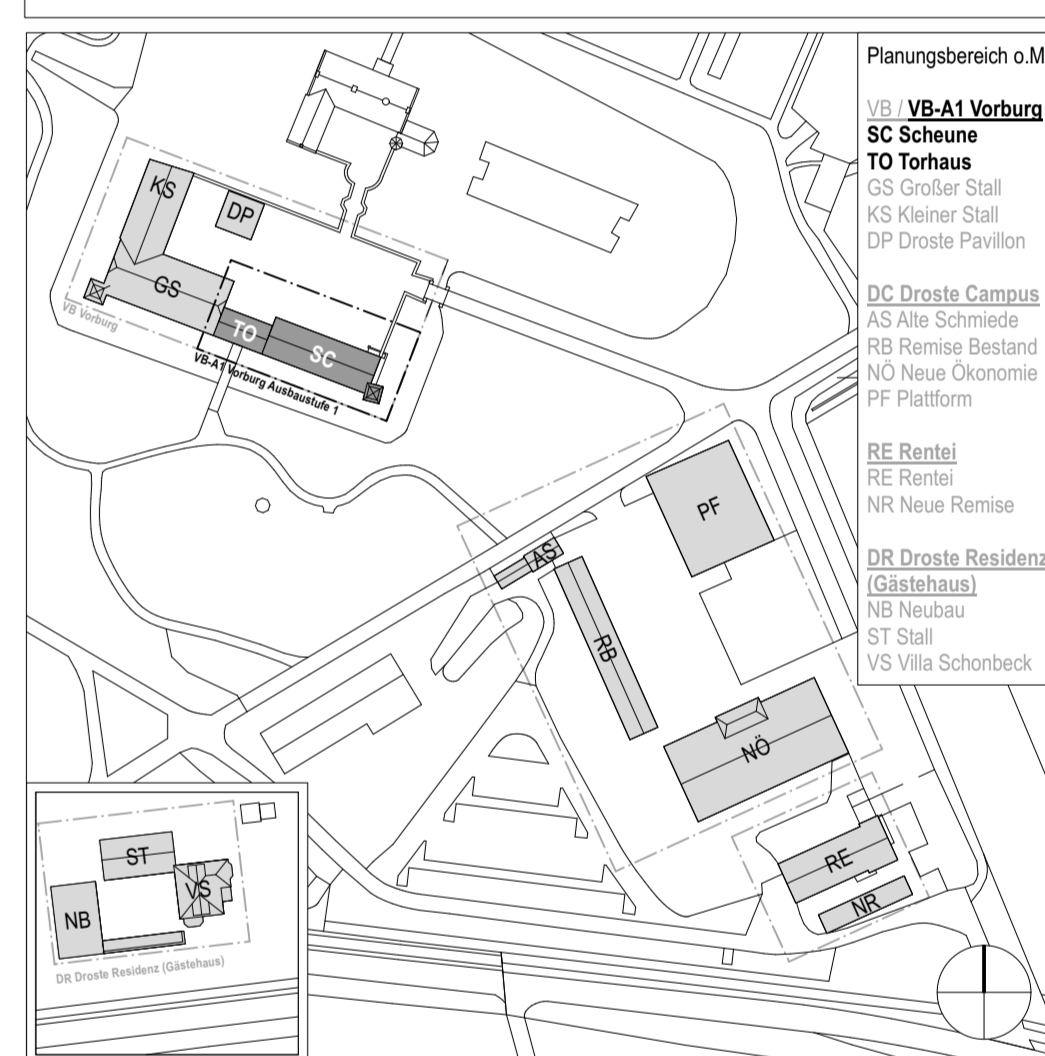 Planungsbereich o.M
VB / VB-A1 Vorburg
SC Scheune
TO Torhaus
GS Großer Stall
KS Kleiner Stall
DP Droste Pavillon
DC Droste Campus
AS Alte Schmiede
RB Remise Bestand
NÖ Neue Ökonomie
PF Plattform
RE Rentei
RE Rentei
NR Neue Remise
DR Droste Residenz
(Gästehaus)
NB Neubau
ST Stall
VS Villa Schonbeck
KS
DP
GS
VB Vorburg
TO
SC
VB-A1 Vorburg Ausbaustufe 1
PF
AS
RB
NÖ
RE
NR
ST
VS
NB
DR Droste Residenz (Gästehaus)